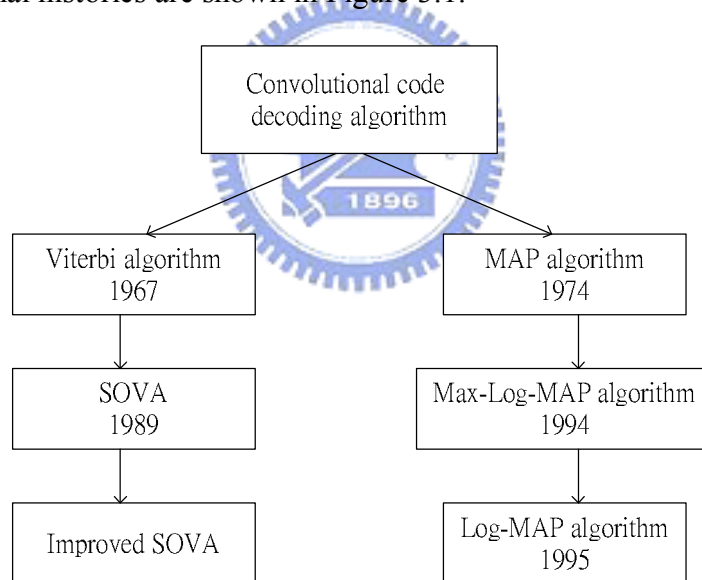 nal histories are shown in Figure 3.1.
Convolutional code
decoding algorithm
1896
Viterbi algorithm
1967
MAP algorithm
1974
SOVA
1989
Max-Log-MAP algorithm
1994
Improved SOVA
Log-MAP algorithm
1995